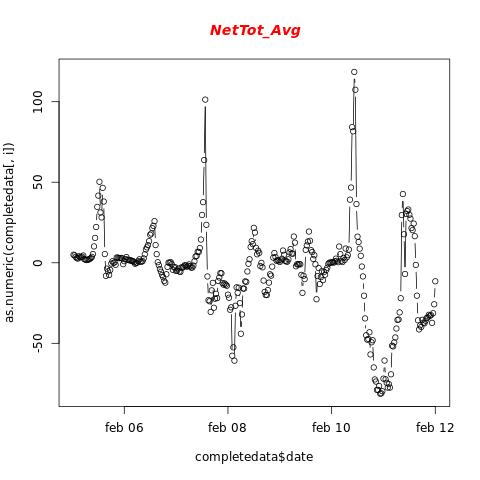 NetTot_Avg
as.numeric(completedata[, i])
100
50
0
-50
feb 06
feb 08
feb 10
feb 12
completedata$date